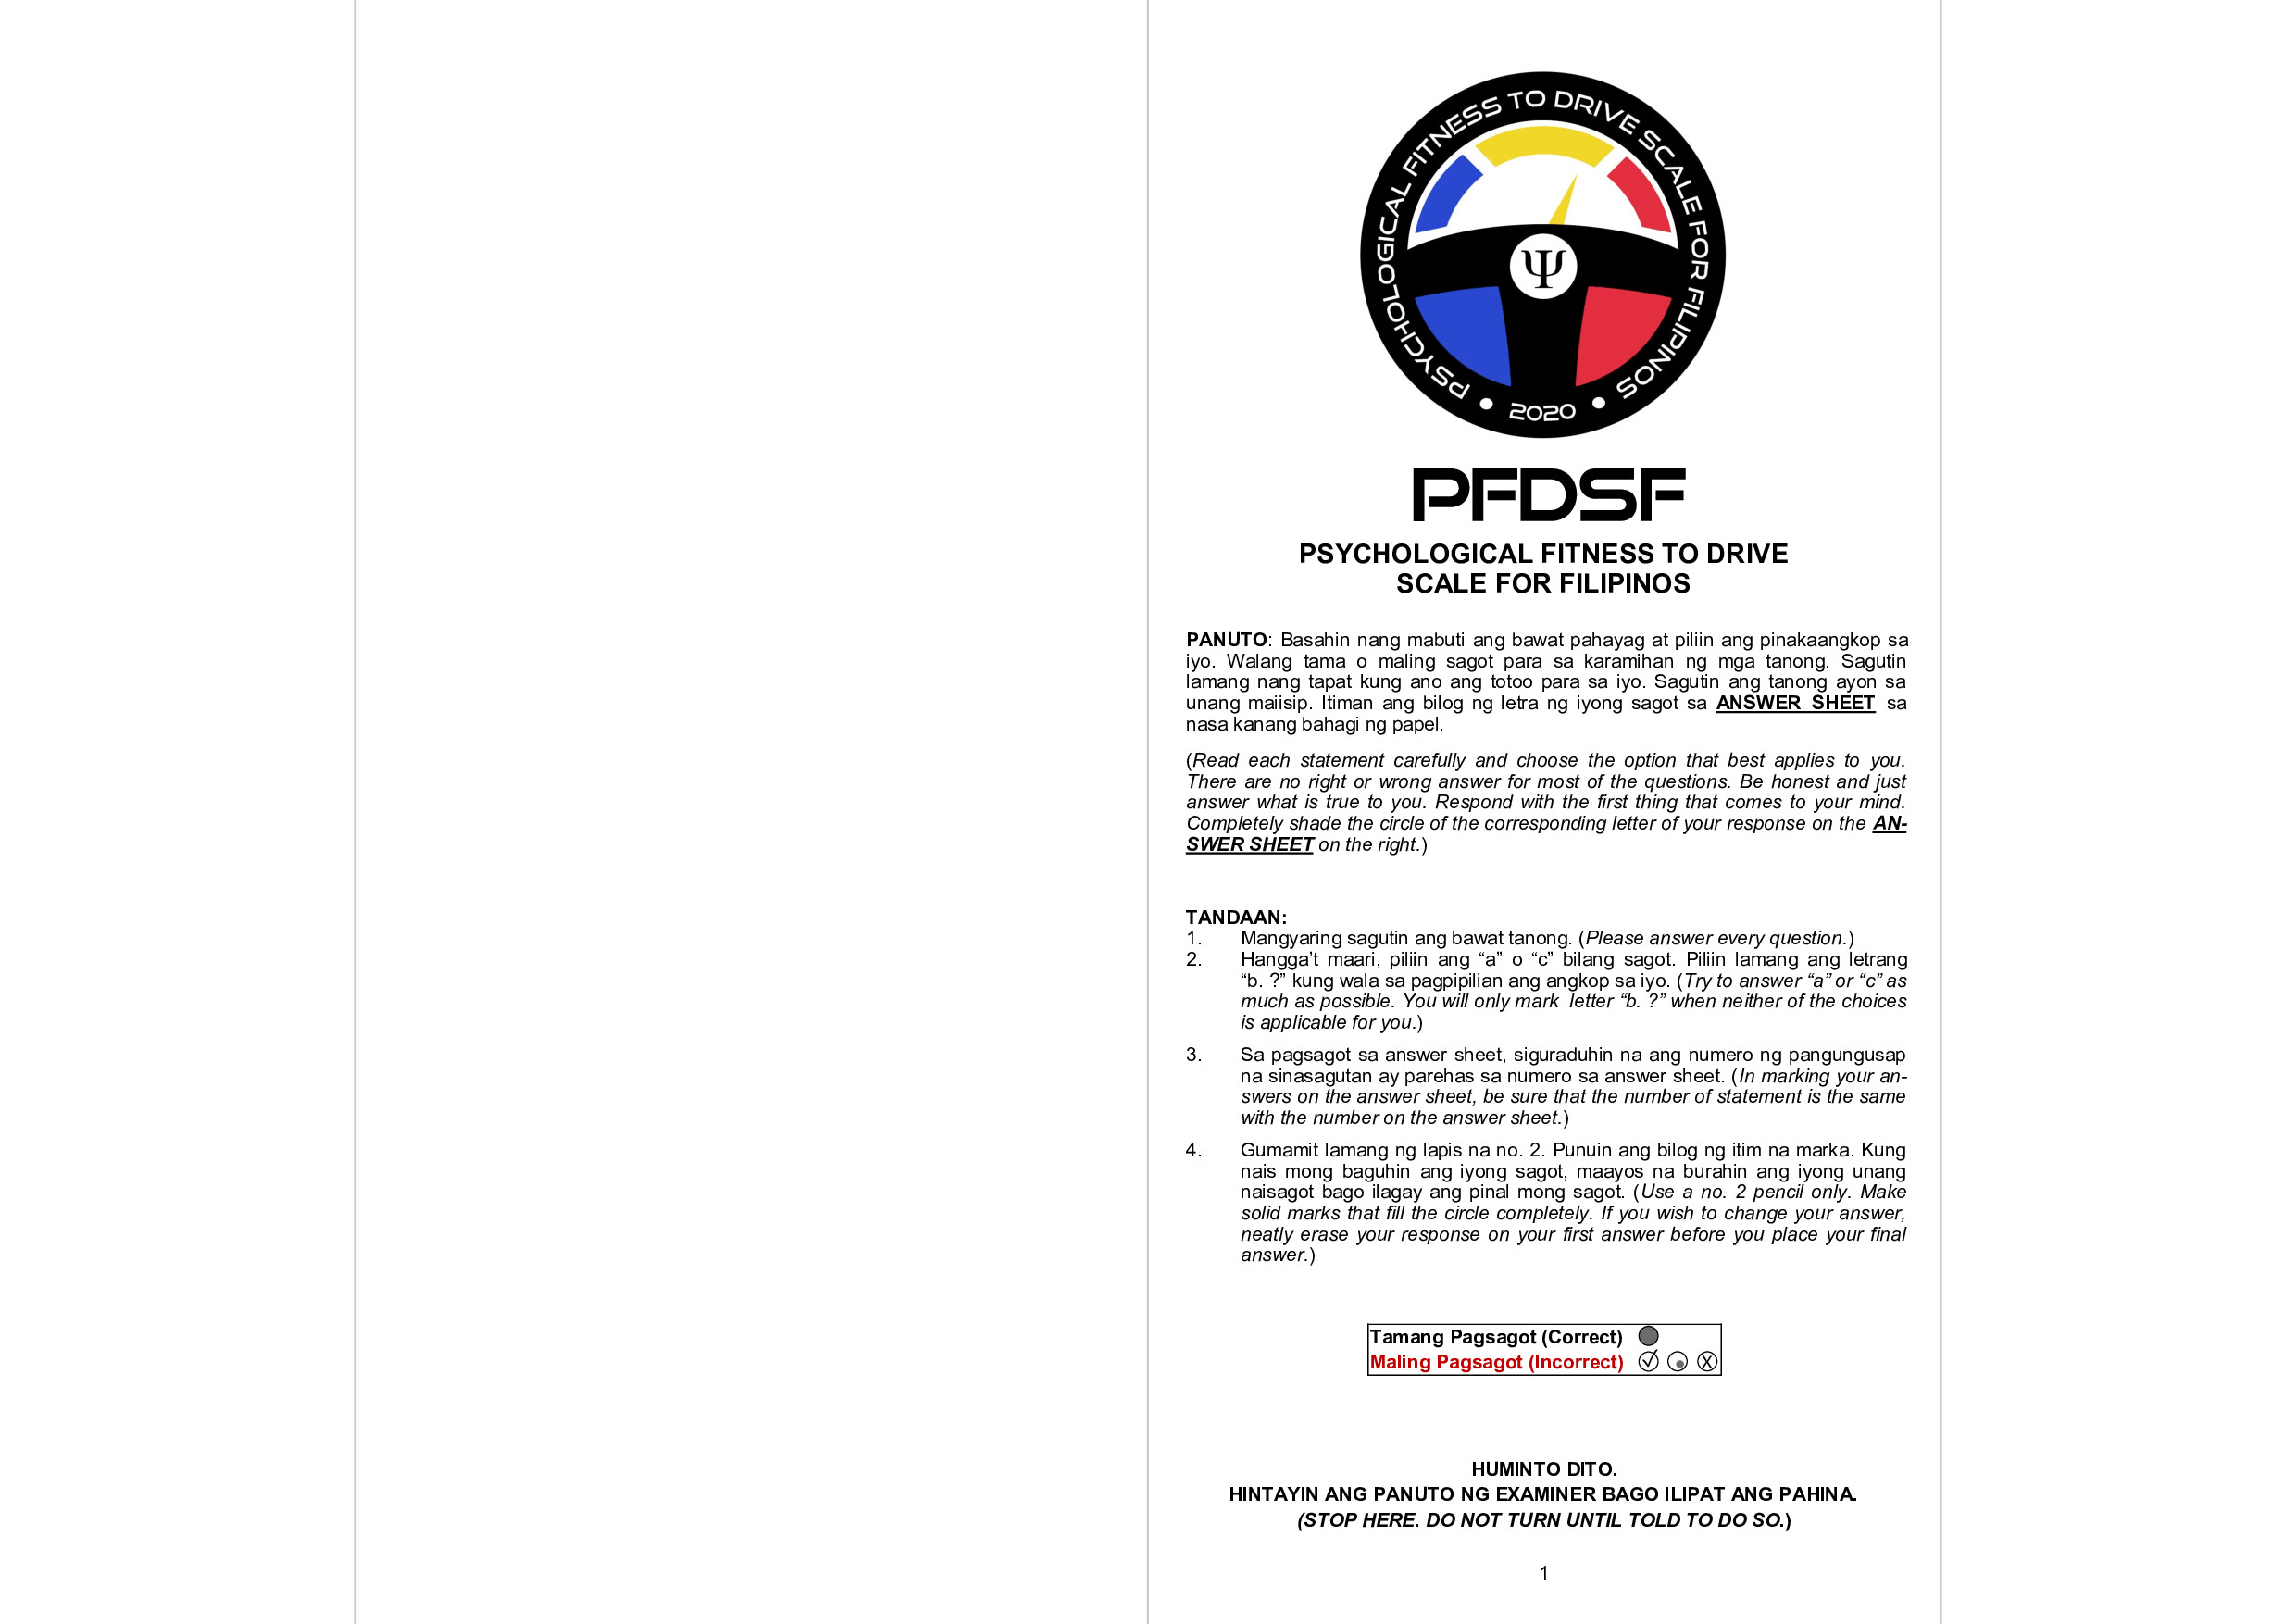 PSYCHOLOGICAL FITNESS TO DRIVE SCALE FOR FILIPINOS
• 2020 •
Ψ
PFDSF
PSYCHOLOGICAL FITNESS TO DRIVE
SCALE FOR FILIPINOS
PANUTO: Basahin nang mabuti ang bawat pahayag at piliin ang pinakaangkop sa
iyo. Walang tama o maling sagot para sa karamihan ng mga tanong. Sagutin
lamang nang tapat kung ano ang totoo para sa iyo. Sagutin ang tanong ayon sa
unang maiisip. Itiman ang bilog ng letra ng iyong sagot sa ANSWER SHEET sa
nasa kanang bahagi ng papel.
(Read each statement carefully and choose the option that best applies to you.
There are no right or wrong answer for most of the questions. Be honest and just
answer what is true to you. Respond with the first thing that comes to your mind.
Completely shade the circle of the corresponding letter of your response on the AN-
SWER SHEET on the right.)
TANDAAN:
1. Mangyaring sagutin ang bawat tanong. (Please answer every question.)
2. Hangga’t maari, piliin ang “a” o “c” bilang sagot. Piliin lamang ang letrang
“b. ?” kung wala sa pagpipilian ang angkop sa iyo. (Try to answer “a” or “c” as
much as possible. You will only mark letter “b. ?” when neither of the choices
is applicable for you.)
3. Sa pagsagot sa answer sheet, siguraduhin na ang numero ng pangungusap
na sinasagutan ay parehas sa numero sa answer sheet. (In marking your an-
swers on the answer sheet, be sure that the number of statement is the same
with the number on the answer sheet.)
4. Gumamit lamang ng lapis na no. 2. Punuin ang bilog ng itim na marka. Kung
nais mong baguhin ang iyong sagot, maayos na burahin ang iyong unang
naisagot bago ilagay ang pinal mong sagot. (Use a no. 2 pencil only. Make
solid marks that fill the circle completely. If you wish to change your answer,
neatly erase your response on your first answer before you place your final
answer.)
Tamang Pagsagot (Correct)
Maling Pagsagot (Incorrect) X
HUMINTO DITO.
HINTAYIN ANG PANUTO NG EXAMINER BAGO ILIPAT ANG PAHINA.
(STOP HERE. DO NOT TURN UNTIL TOLD TO DO SO.)
1